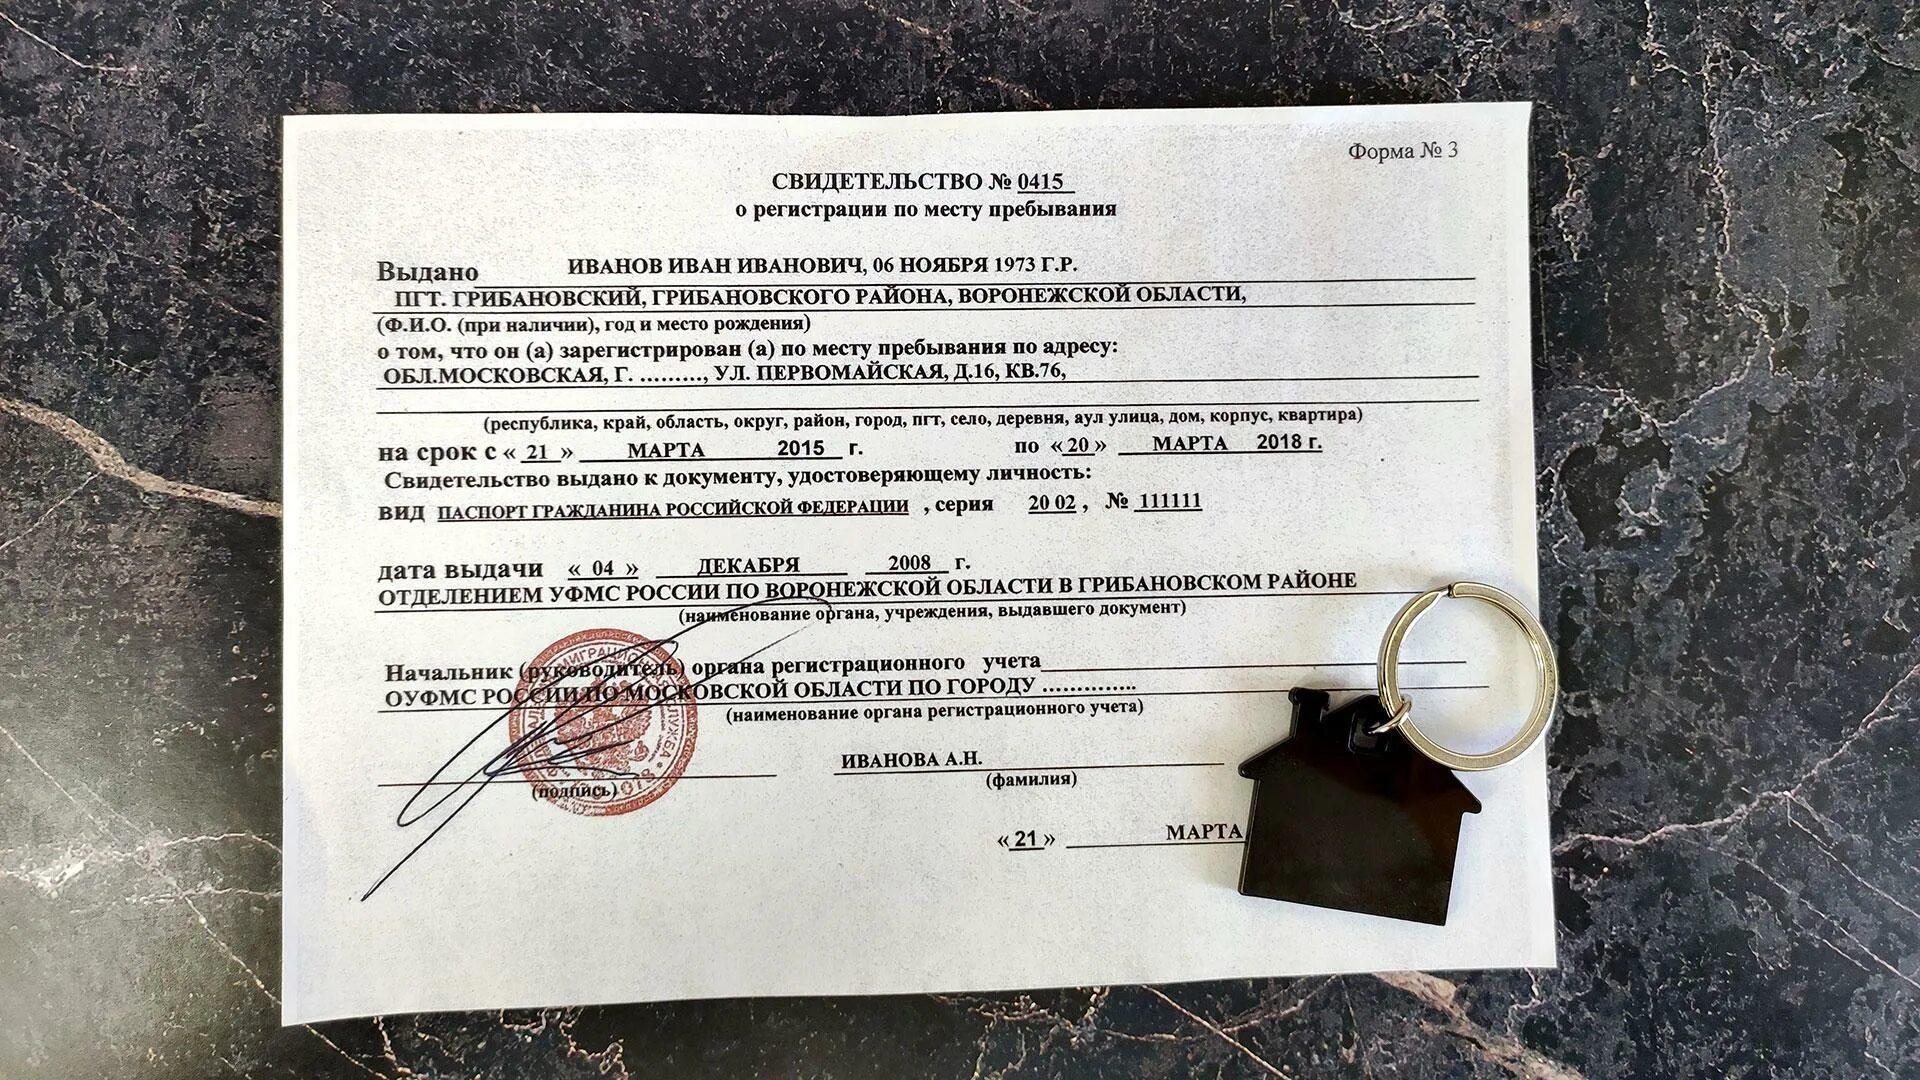 Форма № 3
СВИДЕТЕЛЬСТВО № 0415
о регистрации по месту пребывания
Выдано ИВАНОВ ИВАН ИВАНОВИЧ, 06 НОЯБРЯ 1973 Г.Р.
ПГТ. ГРИБАНОВСКИЙ, ГРИБАНОВСКОГО РАЙОНА, ВОРОНЕЖСКОЙ ОБЛАСТИ,
(Ф.И.О. (при наличии), год и место рождения)
о том, что он (а) зарегистрирован (а) по месту пребывания по адресу:
ОБЛ.МОСКОВСКАЯ, Г. ………, УЛ. ПЕРВОМАЙСКАЯ, Д.16, КВ.76,
(республика, край, область, округ, район, город, пгт, село, деревня, аул улица, дом, корпус, квартира)
на срок с « 21 » МАРТА 2015 г. по « 20 » МАРТА 2018 г.
Свидетельство выдано к документу, удостоверяющему личность:
вид ПАСПОРТ ГРАЖДАНИНА РОССИЙСКОЙ ФЕДЕРАЦИИ , серия 20 02 , № 111111
дата выдачи « 04 » ДЕКАБРЯ 2008 г.
ОТДЕЛЕНИЕМ УФМС РОССИИ ПО ВОРОНЕЖСКОЙ ОБЛАСТИ В ГРИБАНОВСКОМ РАЙОНЕ
(наименование органа, учреждения, выдавшего документ)
Начальник (руководитель) органа регистрационного учета
ОУФМС РОССИИ ПО МОСКОВСКОЙ ОБЛАСТИ ПО ГОРОДУ …………..
(наименование органа регистрационного учета)
ИВАНОВА А.Н.
(подпись) (фамилия)
« 21 » МАРТА